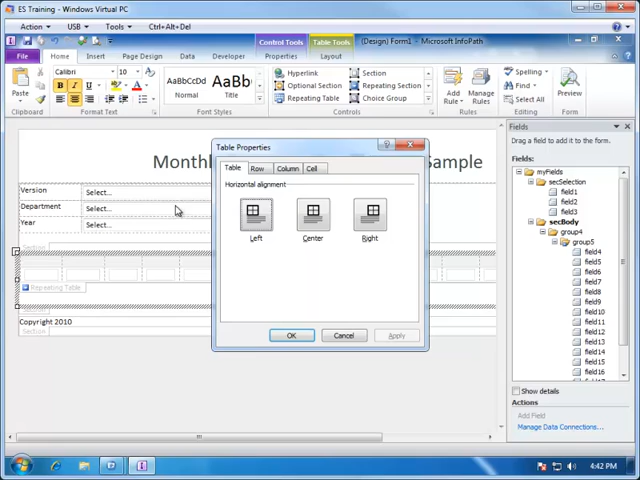 ES Training - Windows Virtual PC
Action USB Tools Ctrl+Alt+Del
Control Tools Table Tools (Design) Form1 - Microsoft InfoPath
File Home Insert Page Design Data Developer Properties Layout
Paste
Clipboard
Calibri 10
B I U
Basic Text
AaBbCcDd Normal
AaBb Title
Font Styles
Hyperlink Section
Optional Section Repeating Section
Repeating Table Choice Group
Controls
Add Rule Manage Rules
Rules
Spelling
Find
Select All
Editing
Preview
Form
Monthl
Sample
Version Select...
Department Select...
Year Select...
Section
Repeating Table
Section
Copyright 2010
Section
Table Properties
Table Row Column Cell
Horizontal alignment
Left Center Right
OK Cancel Apply
Fields
Drag a field to add it to the form.
Fields:
myFields
secSelection
field1
field2
field3
secBody
group4
group5
field4
field5
field6
field7
field8
field9
field10
field11
field12
field13
field14
field15
field16
Show details
Actions
Add Field
Manage Data Connections...
4:42 PM